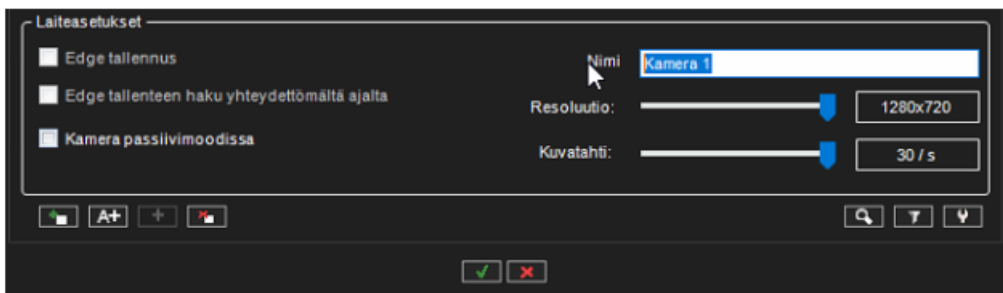 Laiteasetukset
Edge tallennus
Nimi Kamera 1
Edge tallenteen haku yhteydettömältä ajalta
Resoluutio: 1280x720
Kamera passiivimoodissa
Kuvatahti: 30 / s
A+